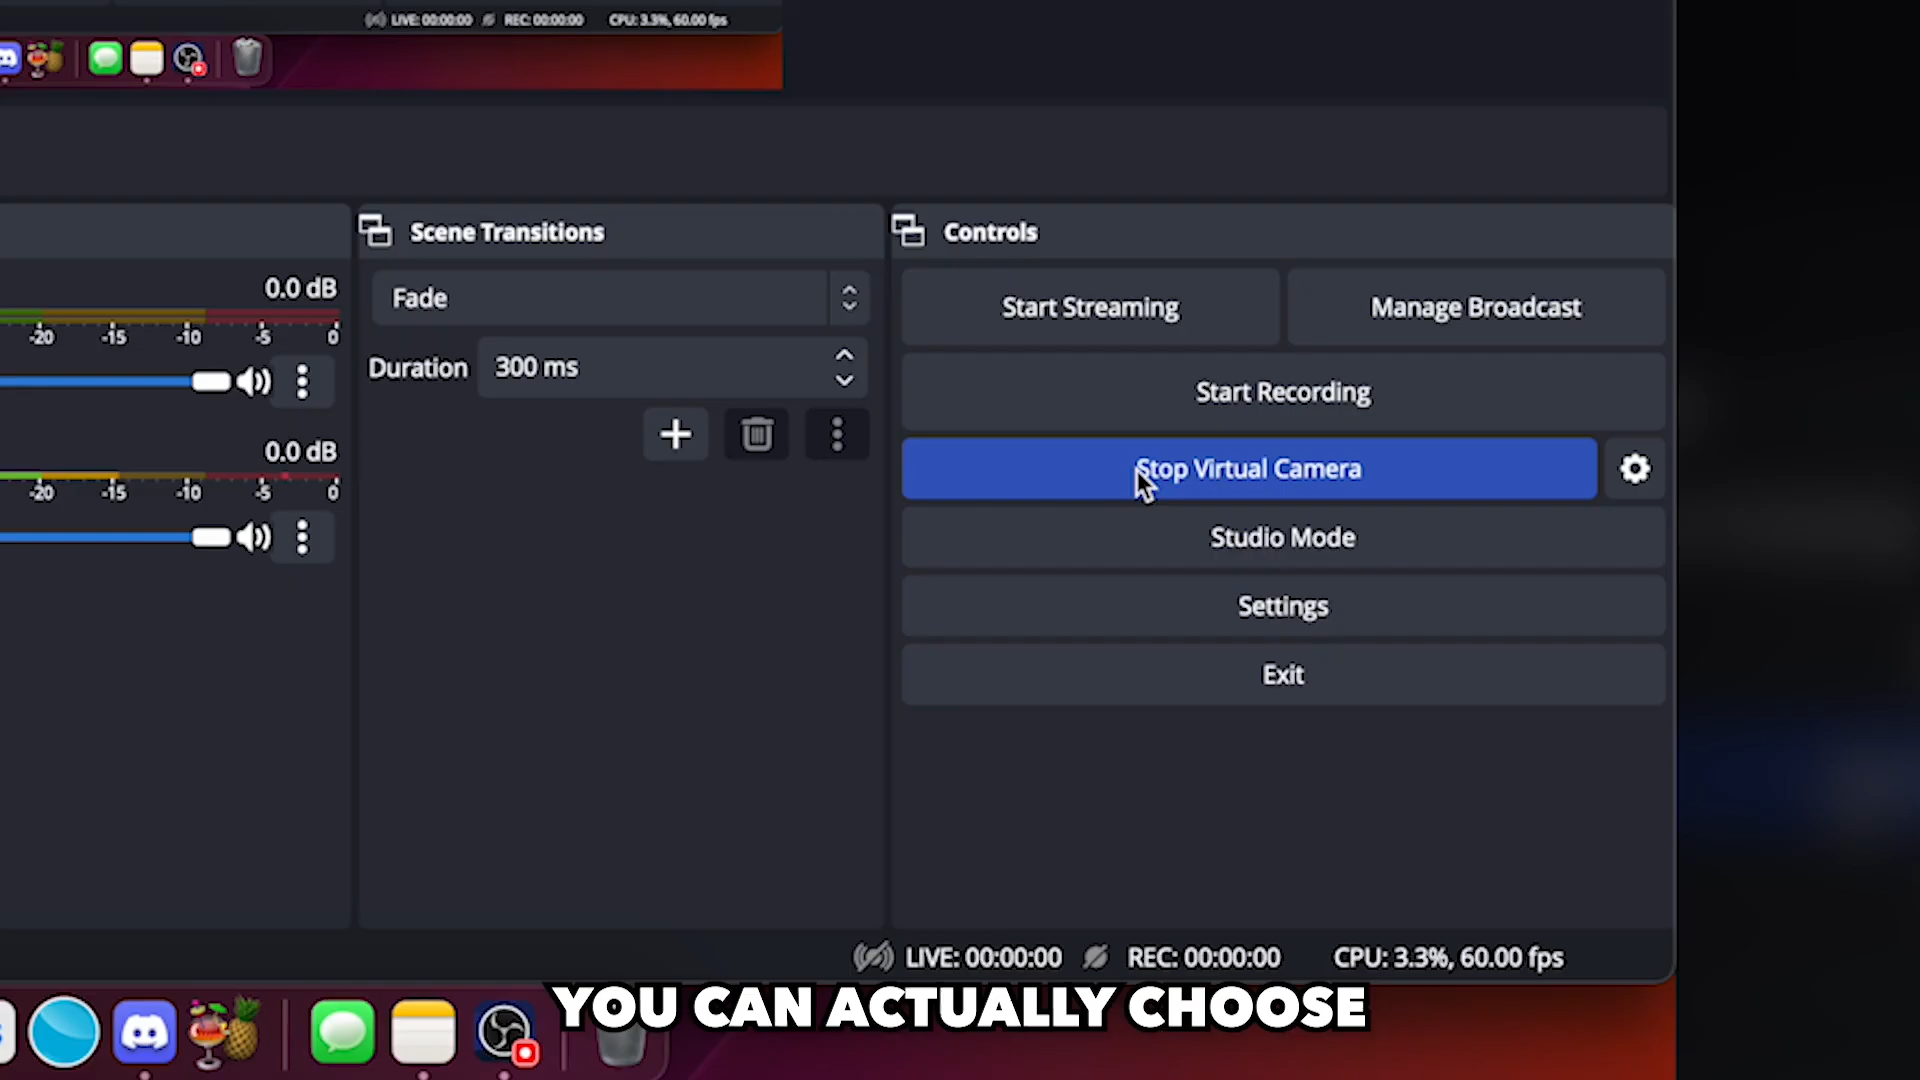 LIVE: 00:00:00 REC: 00:00:00 CPU: 3.3%, 60.00 fps
Scene Transitions
Controls
0.0 dB
-20 -15 -10 -5 0
0.0 dB
-20 -15 -10 -5 0
Fade
Duration 300 ms
Start Streaming
Manage Broadcast
Start Recording
Stop Virtual Camera
Studio Mode
Settings
Exit
LIVE: 00:00:00 REC: 00:00:00 CPU: 3.3%, 60.00 fps
YOU CAN ACTUALLY CHOOSE